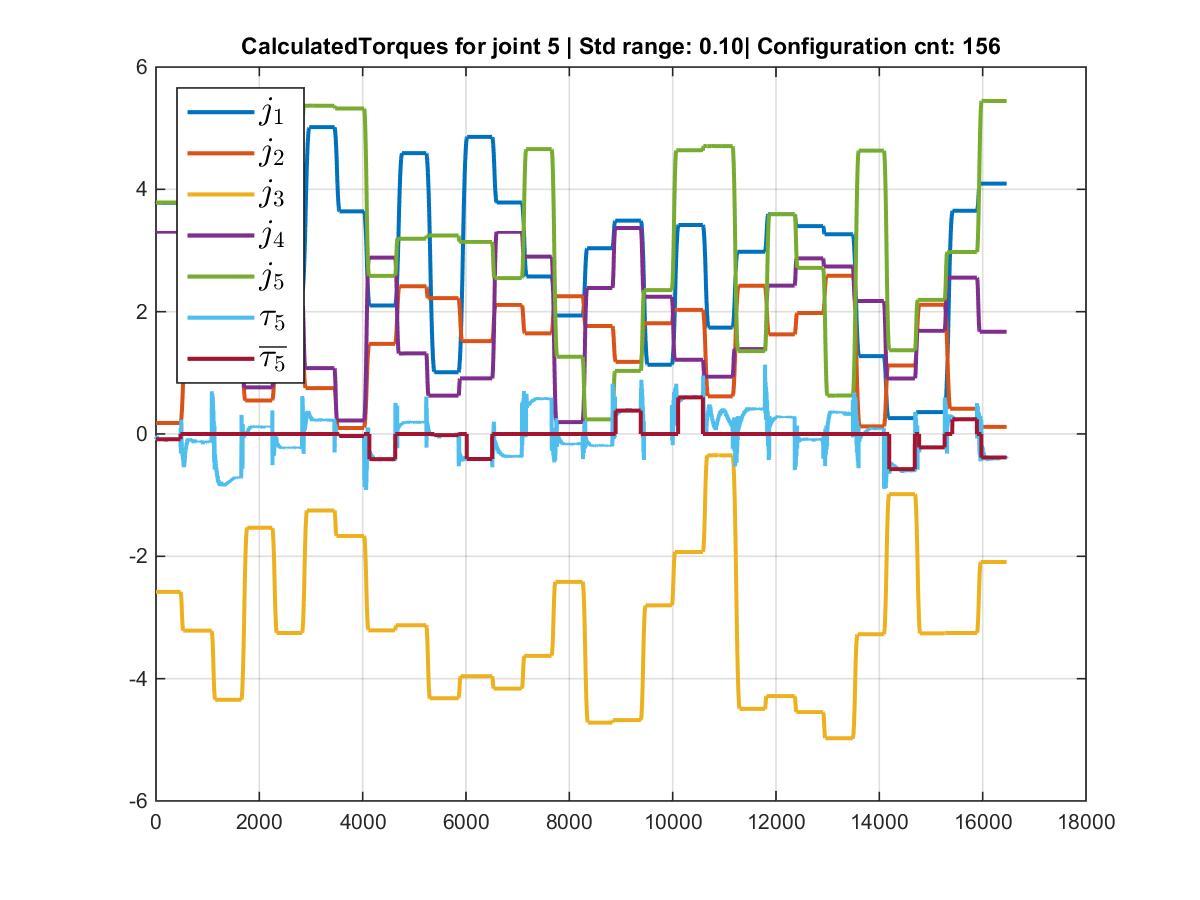 CalculatedTorques for joint 5 | Std range: 0.10| Configuration cnt: 156
6
4
2
0
-2
-4
-6
j₁
j₂
j₃
j₄
j₅
τ₅
τ̅₅
0 2000 4000 6000 8000 10000 12000 14000 16000 18000